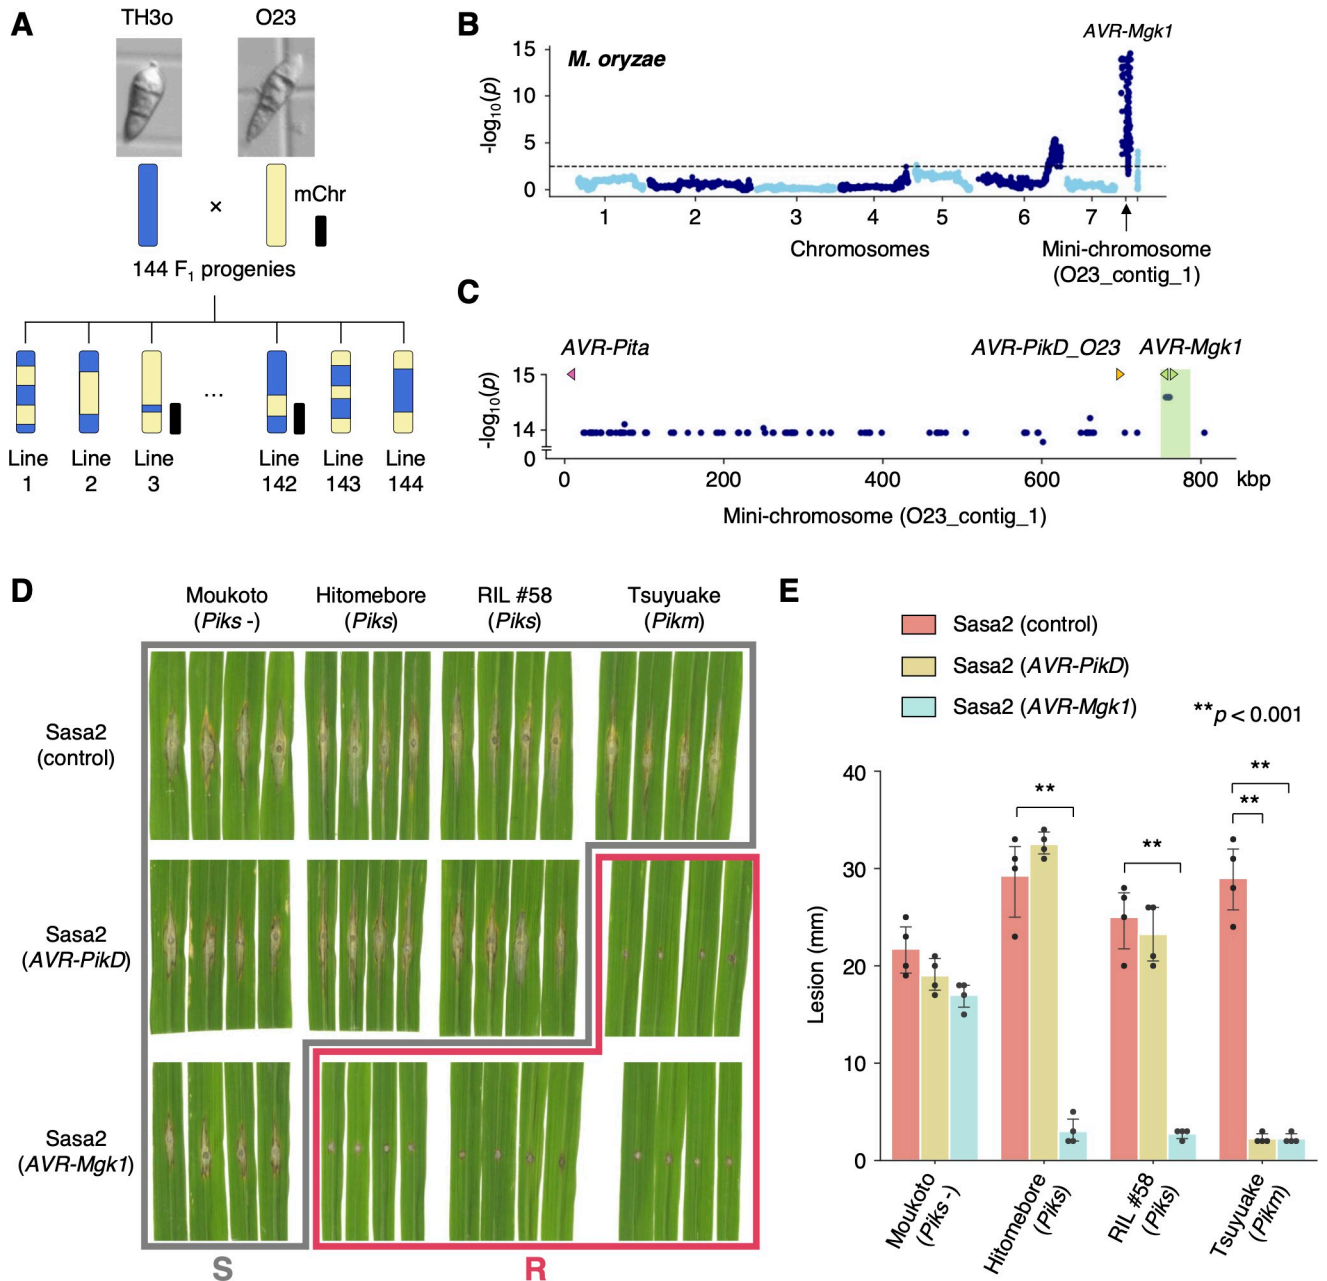 A
TH3o
O23
mChr
×
144 F1 progenies
...
Line
1
Line
2
Line
3
Line
142
Line
143
Line
144
B
AVR-Mgk1
M. oryzae
15
10
5
0
-log10(p)
1
2
3
4
5
6
7
Chromosomes
Mini-chromosome
(O23_contig_1)
C
AVR-Pita
AVR-PikD_O23
AVR-Mgk1
15
14
0
-log10(p)
0
200
400
600
800
kbp
Mini-chromosome (O23_contig_1)
D
Moukoto
(Piks -)
Hitomebore
(Piks)
RIL #58
(Piks)
Tsuyuake
(Pikm)
Sasa2
(control)
Sasa2
(AVR-PikD)
Sasa2
(AVR-Mgk1)
S
R
E
Sasa2 (control)
Sasa2 (AVR-PikD)
Sasa2 (AVR-Mgk1)
**p < 0.001
**
**
**
**
40
30
20
10
0
Lesion (mm)
Moukoto
(Piks -)
Hitomebore
(Piks)
RIL #58
(Piks)
Tsuyuake
(Pikm)